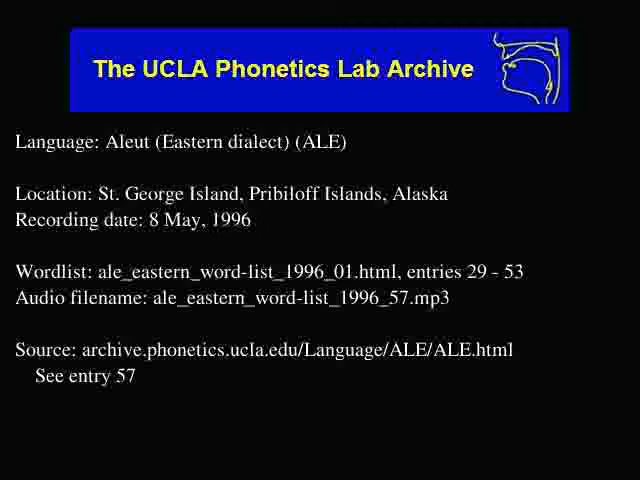 The UCLA Phonetics Lab Archive
Language: Aleut (Eastern dialect) (ALE)
Location: St. George Island, Pribiloff Islands, Alaska
Recording date: 8 May, 1996
Wordlist: ale_eastern_word-list_1996_01.html, entries 29 - 53
Audio filename: ale_eastern_word-list_1996_57.mp3
Source: archive.phonetics.ucla.edu/Language/ALE/ALE.html
See entry 57